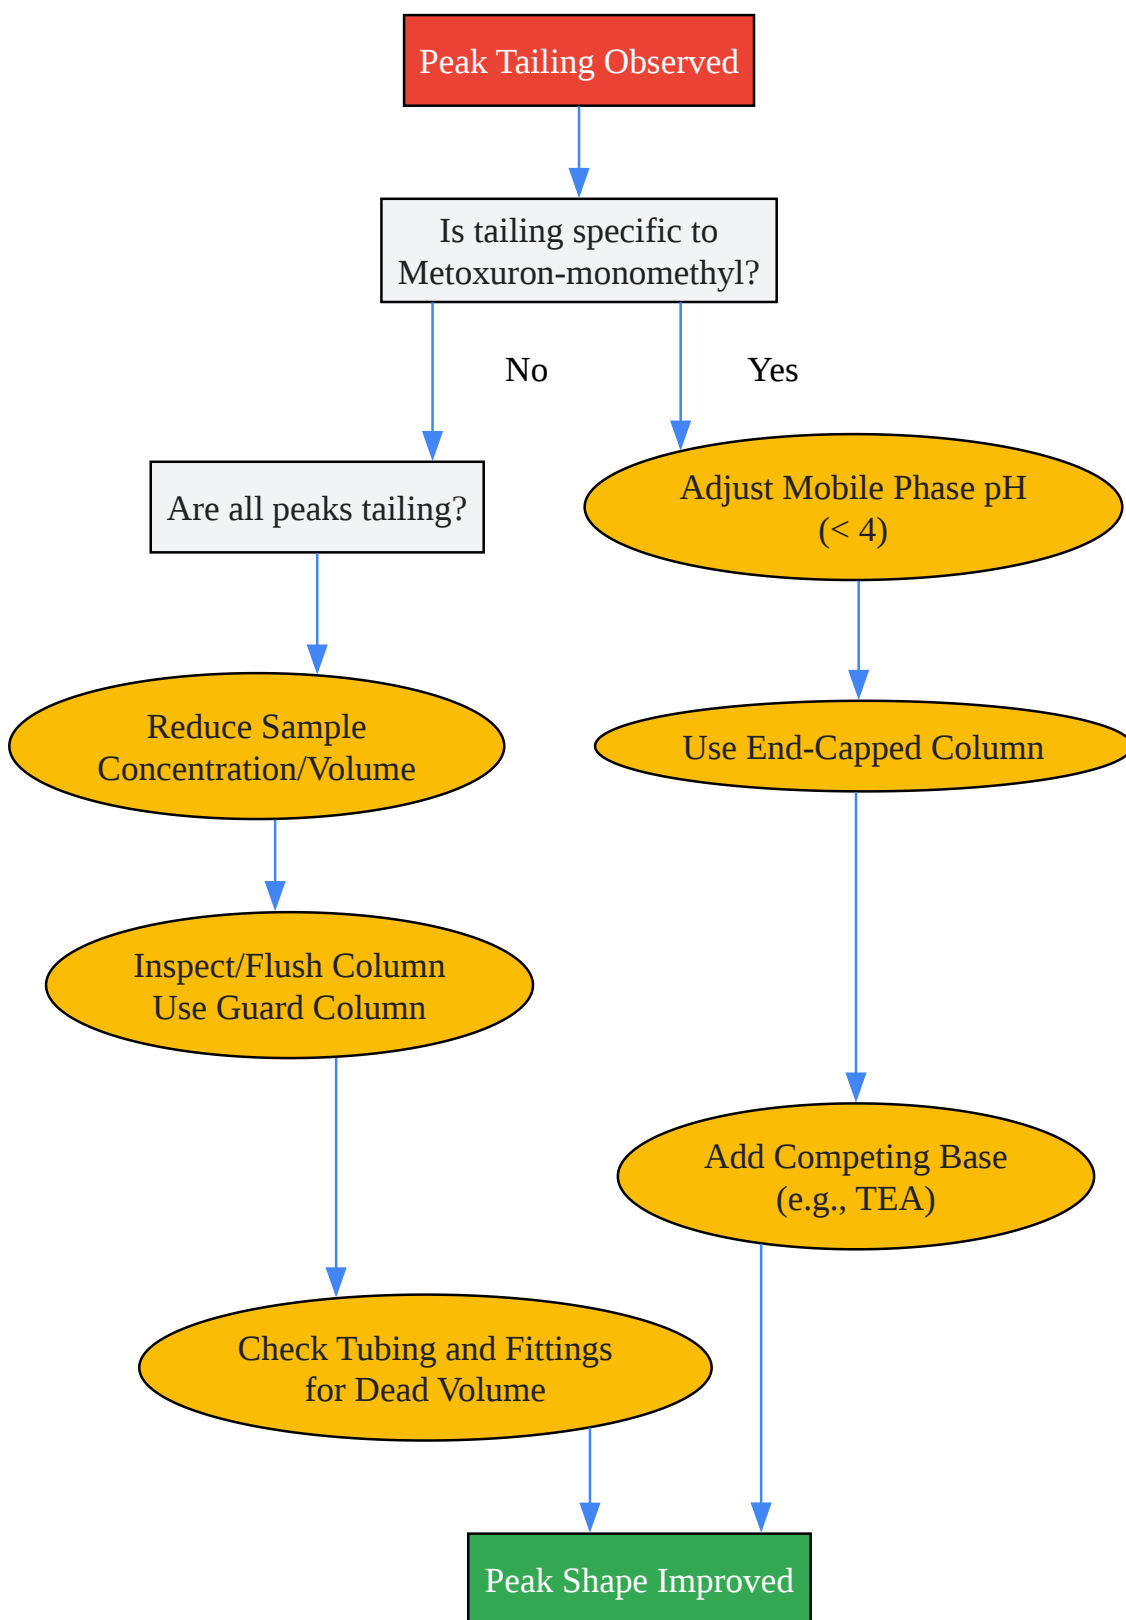 Peak Tailing Observed
Is tailing specific to
Metoxuron-monomethyl?
No
Yes
Are all peaks tailing?
Adjust Mobile Phase pH
(< 4)
Reduce Sample
Concentration/Volume
Use End-Capped Column
Inspect/Flush Column
Use Guard Column
Add Competing Base
(e.g., TEA)
Check Tubing and Fittings
for Dead Volume
Peak Shape Improved